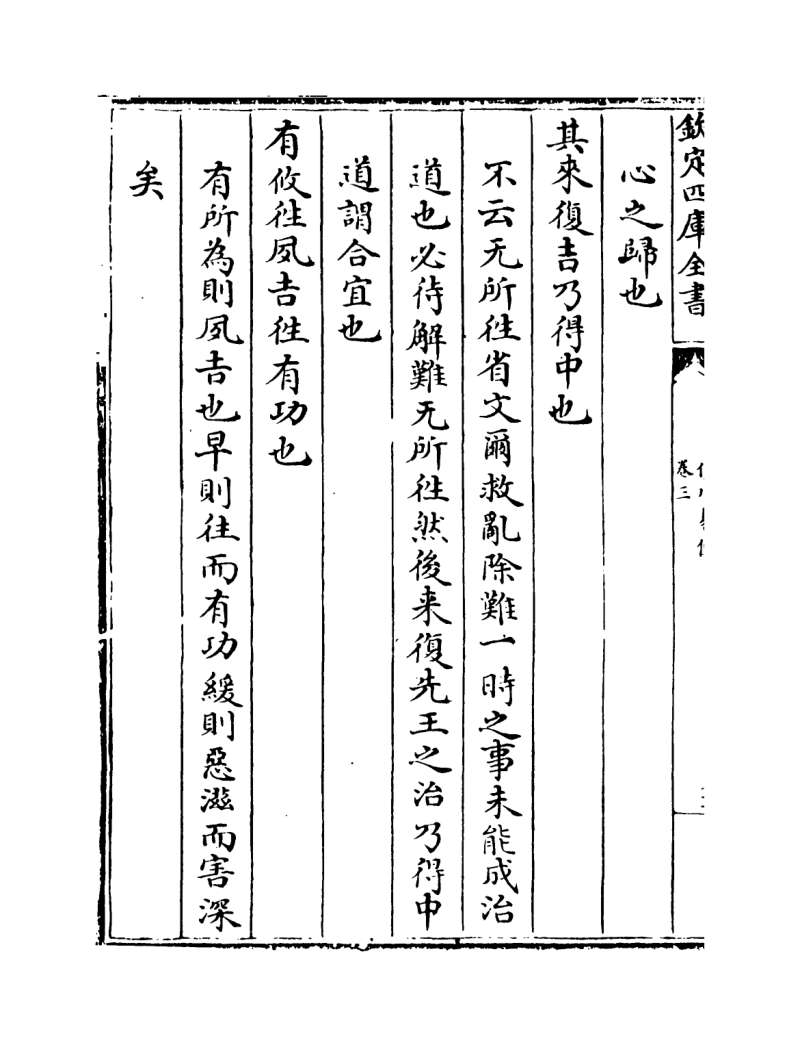 欽定四庫全書
卷三
心之歸也
其來復吉乃得中也
不云无所徃省文爾救亂除難一時之事未能成治
道也必待解難无所徃然後来復先王之治乃得中
道謂合宜也
有攸徃夙吉徃有功也
有所為則夙吉也早則往而有功緩則惡滋而害深
矣